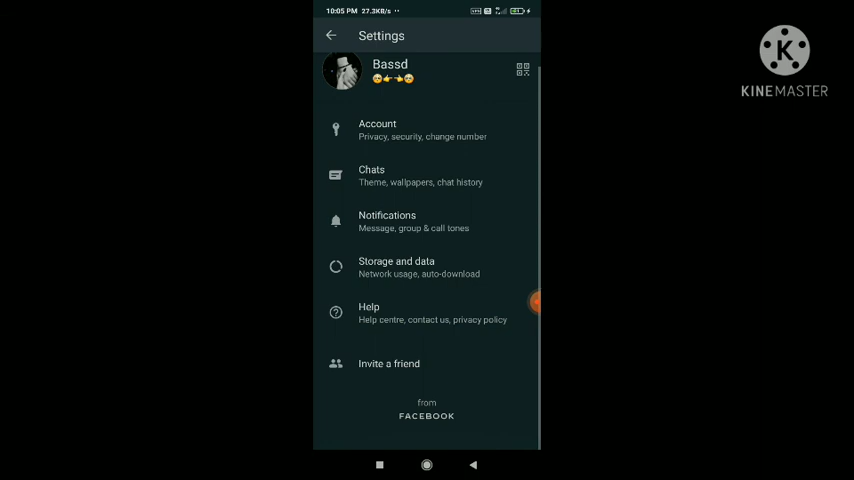 10:05 PM 27.3KB/s
Settings
Bassd
🥺👉👈🥺
Account
Privacy, security, change number
Chats
Theme, wallpapers, chat history
Notifications
Message, group & call tones
Storage and data
Network usage, auto-download
Help
Help centre, contact us, privacy policy
Invite a friend
from
FACEBOOK
K
KINEMASTER